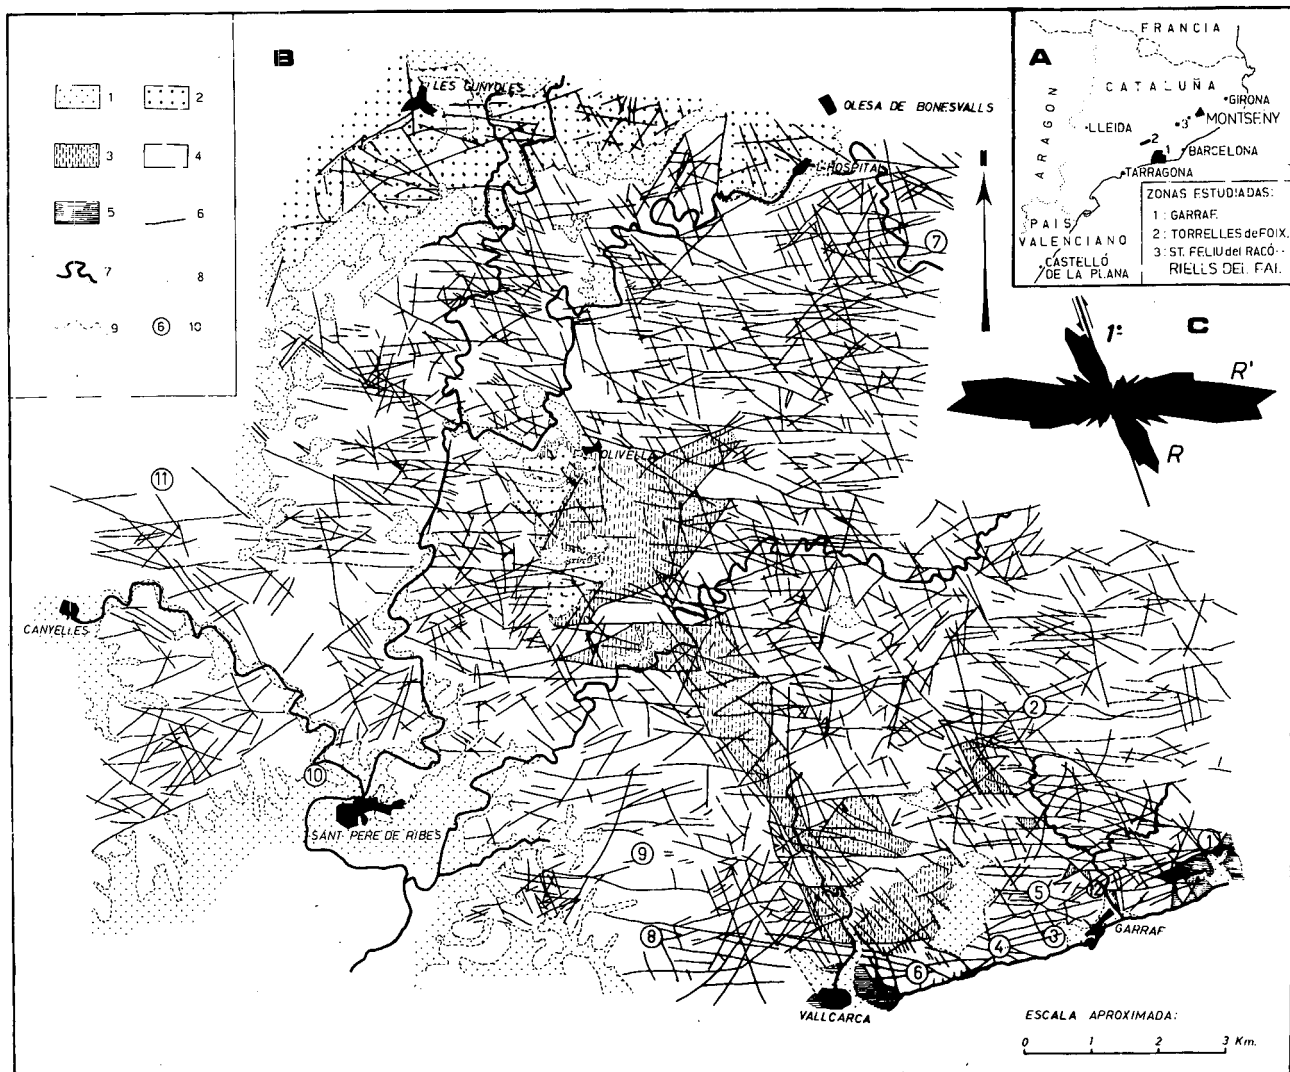 B
LES GUNYOLES
OLESA DE BONESVALLS
L'HOSPITAL
1
2
3
4
5
6
7
8
9
6
10
A
FRANCIA
CATALUÑA
ARAGON
GIRONA
MONTSENY
3
LLEIDA
2
1
BARCELONA
TARRAGONA
PAIS
VALENCIANO
CASTELLÓ
DE LA PLANA
ZONAS ESTUDIADAS:
1: GARRAF.
2: TORRELLES de FOIX.
3: ST. FELIU del RACÓ--
RIELLS DEL FAI.
C
1ª
R'
R
7
OLIVELLA
11
CANYELLES
2
10
SANT PERE DE RIBES
9
1
5
8
3
GARRAF
4
6
VALLCARCA
ESCALA APROXIMADA:
0 1 2 3 Km.